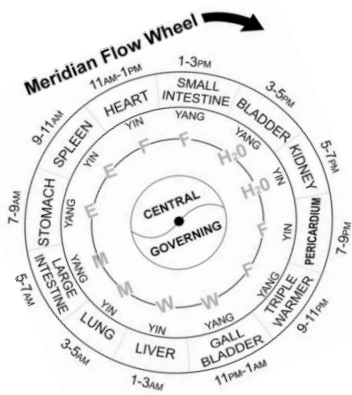 Meridian Flow Wheel
1-3PM
SMALL
INTESTINE
YANG
F
3-5PM
BLADDER
YANG
H2O
5-7PM
KIDNEY
YIN
H2O
7-9PM
PERICARDIUM
YIN
F
9-11PM
TRIPLE
WARMER
YANG
F
11PM-1AM
GALL
BLADDER
YANG
W
1-3AM
LIVER
YIN
W
3-5AM
LUNG
YIN
M
5-7AM
LARGE
INTESTINE
YANG
M
7-9AM
STOMACH
YANG
E
9-11AM
SPLEEN
YIN
E
11AM-1PM
HEART
YIN
F
CENTRAL
GOVERNING